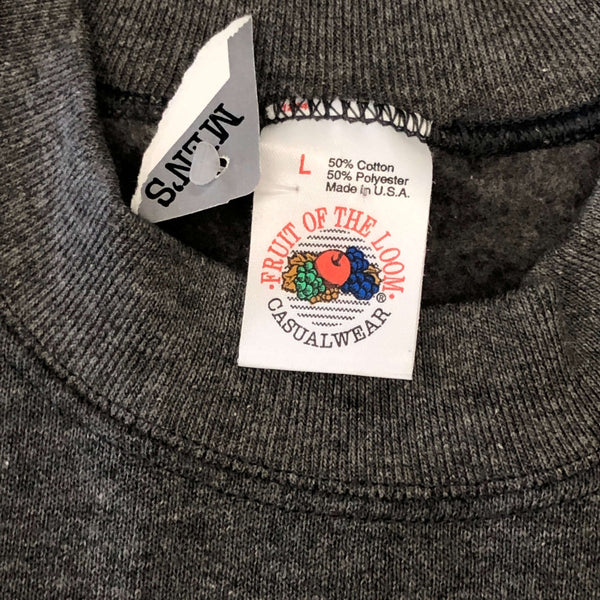 MEN'S
L
50% Cotton
50% Polyester
Made in U.S.A.
FRUIT OF THE LOOM
®
CASUALWEAR